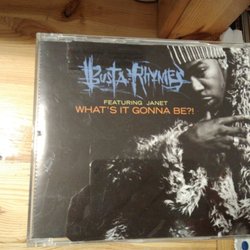 BUSTA RHYMES
FEATURING JANET
WHAT'S IT GONNA BE?!